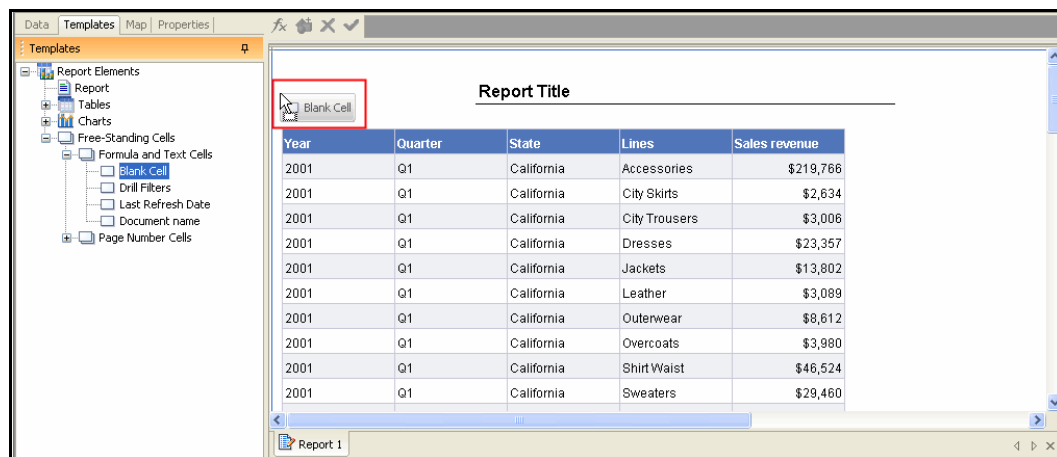 Data Templates Map Properties
Templates
Report Elements
Report
Tables
Charts
Free-Standing Cells
Formula and Text Cells
Blank Cell
Drill Filters
Last Refresh Date
Document name
Page Number Cells
fx
Report Title
Blank Cell
Year Quarter State Lines Sales revenue
2001 Q1 California Accessories $219,766
2001 Q1 California City Skirts $2,634
2001 Q1 California City Trousers $3,006
2001 Q1 California Dresses $23,357
2001 Q1 California Jackets $13,802
2001 Q1 California Leather $3,089
2001 Q1 California Outerwear $8,612
2001 Q1 California Overcoats $3,980
2001 Q1 California Shirt Waist $46,524
2001 Q1 California Sweaters $29,460
Report 1